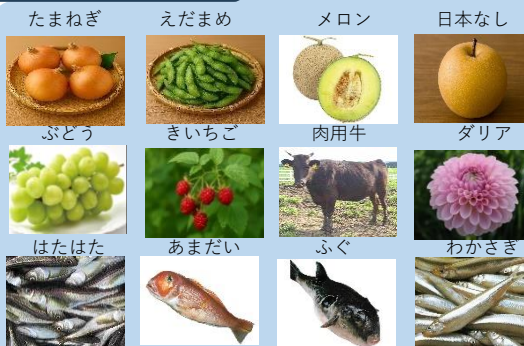 たまねぎ えだまめ メロン 日本なし
ぶどう きいちご 肉用牛 ダリア
はたはた あまだい ふぐ わかさぎ